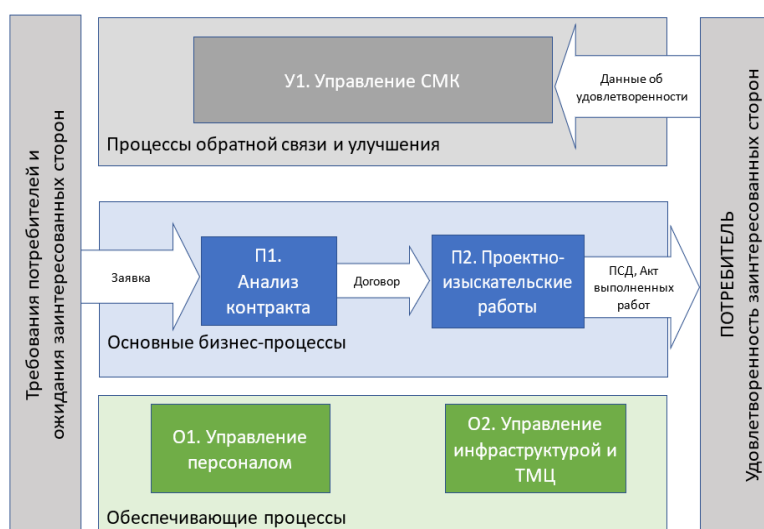 Требования потребителей и
ожидания заинтересованных сторон
У1. Управление СМК
Данные об
удовлетворенности
Процессы обратной связи и улучшения
Заявка
П1.
Анализ
контракта
Договор
П2. Проектно-
изыскательские
работы
ПСД, Акт
выполненных
работ
Основные бизнес-процессы
О1. Управление
персоналом
О2. Управление
инфраструктурой и
ТМЦ
Обеспечивающие процессы
ПОТРЕБИТЕЛЬ
Удовлетворенность заинтересованных сторон